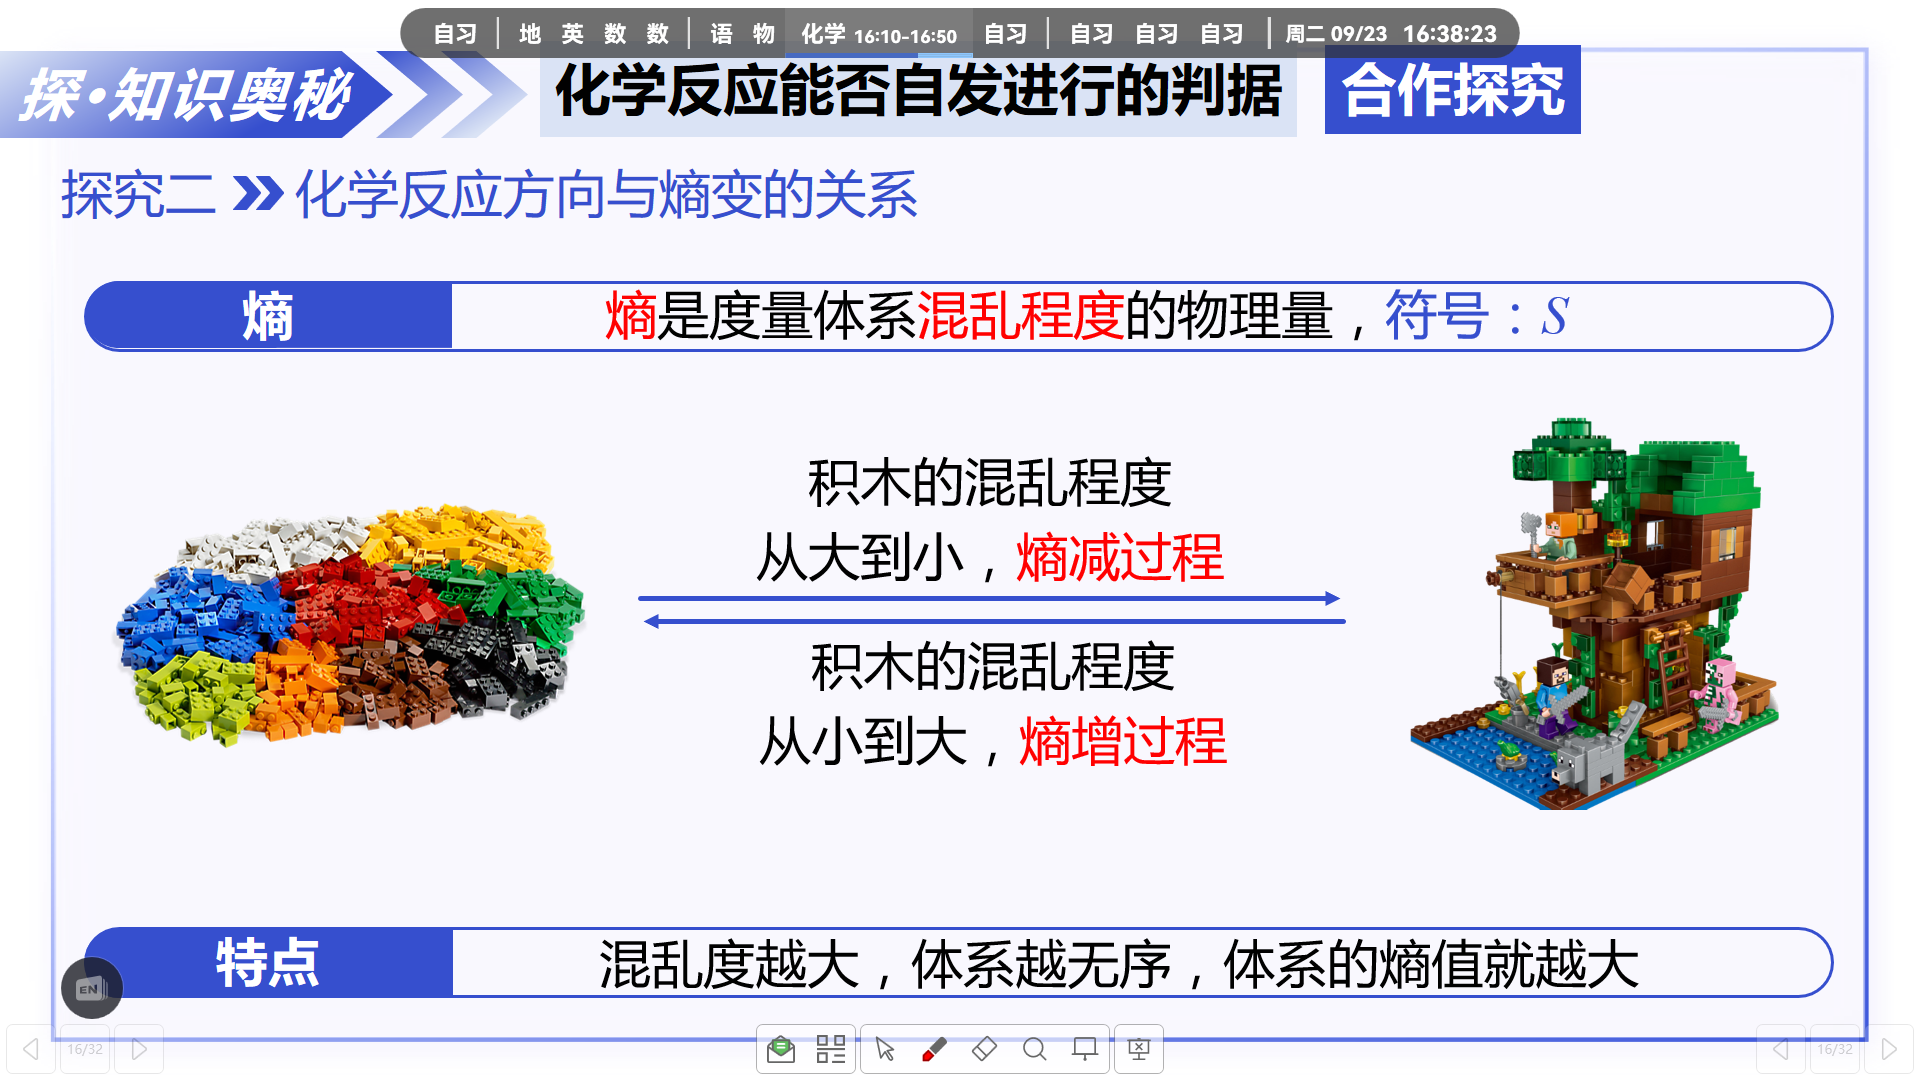 自习 | 地 英 数 数 | 语 物 化学 16:10-16:50 自习 | 自习 自习 自习 | 周二 09/23 16:38:23
探·知识奥秘 化学反应能否自发进行的判据 合作探究
探究二 化学反应方向与熵变的关系
熵 熵是度量体系混乱程度的物理量，符号：S
积木的混乱程度
从大到小，熵减过程
积木的混乱程度
从小到大，熵增过程
特点 混乱度越大，体系越无序，体系的熵值就越大
EN
16/32 16/32